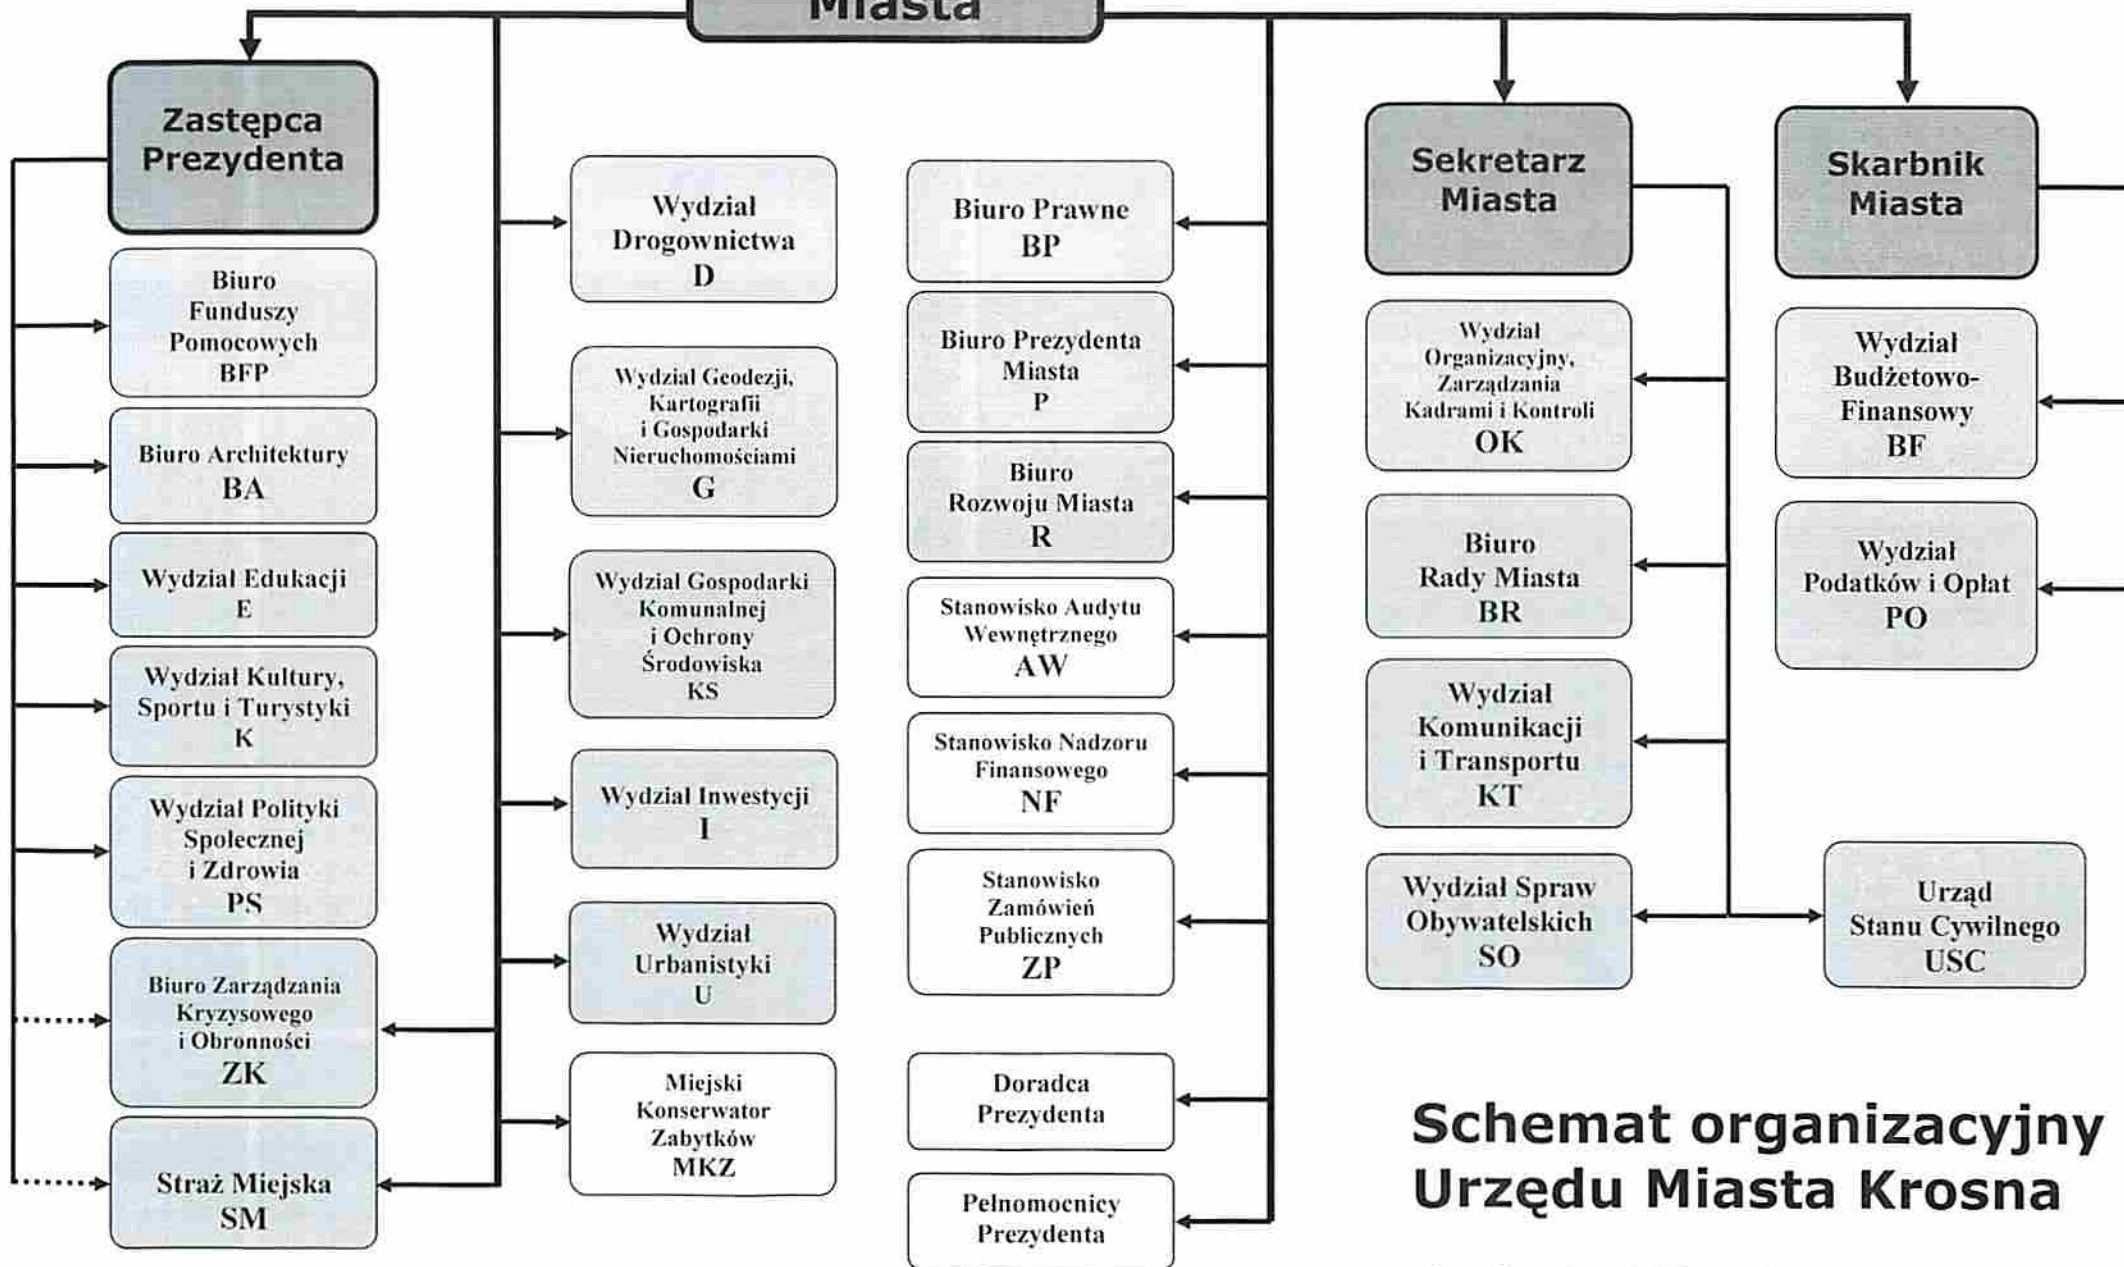 Miasta
Zastępca
Prezydenta
Biuro
Funduszy
Pomocowych
BFP
Biuro Architektury
BA
Wydział Edukacji
E
Wydział Kultury,
Sportu i Turystyki
K
Wydział Polityki
Społecznej
i Zdrowia
PS
Biuro Zarządzania
Kryzysowego
i Obronności
ZK
Straż Miejska
SM
Wydział
Drogownictwa
D
Wydział Geodezji,
Kartografii
i Gospodarki
Nieruchomościami
G
Wydział Gospodarki
Komunalnej
i Ochrony
Środowiska
KS
Wydział Inwestycji
I
Wydział
Urbanistyki
U
Miejski
Konserwator
Zabytków
MKZ
Biuro Prawne
BP
Biuro Prezydenta
Miasta
P
Biuro
Rozwoju Miasta
R
Stanowisko Audytu
Wewnętrznego
AW
Stanowisko Nadzoru
Finansowego
NF
Stanowisko
Zamówień
Publicznych
ZP
Doradca
Prezydenta
Pełnomocnicy
Prezydenta
Sekretarz
Miasta
Wydział
Organizacyjny,
Zarządzania
Kadrami i Kontroli
OK
Biuro
Rady Miasta
BR
Wydział
Komunikacji
i Transportu
KT
Wydział Spraw
Obywatelskich
SO
Urząd
Stanu Cywilnego
USC
Skarbnik
Miasta
Wydział
Budżetowo-
Finansowy
BF
Wydział
Podatków i Opłat
PO
Schemat organizacyjny
Urzędu Miasta Krosna